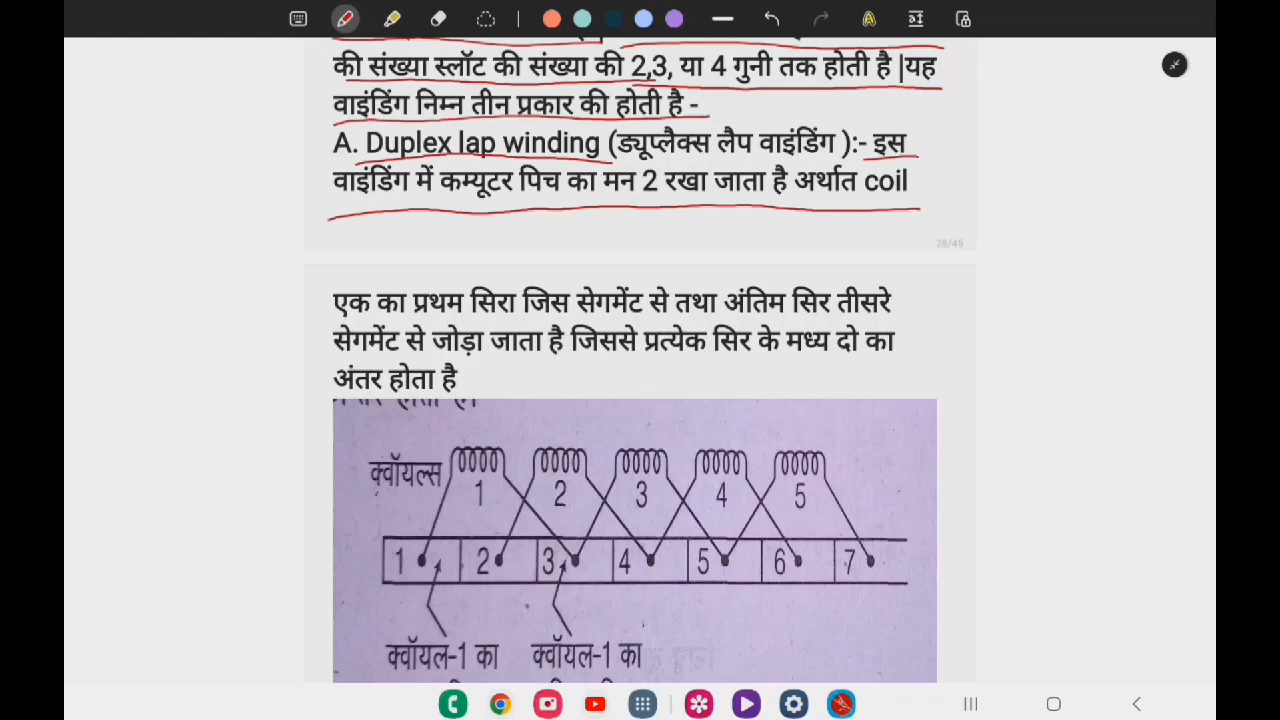 की संख्या स्लॉट की संख्या की 2,3, या 4 गुनी तक होती है |यह
वाइंडिंग निम्न तीन प्रकार की होती है -
A. Duplex lap winding (ड्यूप्लैक्स लैप वाइंडिंग ):- इस
वाइंडिंग में कम्यूटर पिच का मन 2 रखा जाता है अर्थात coil
28/45
एक का प्रथम सिरा जिस सेगमेंट से तथा अंतिम सिर तीसरे
सेगमेंट से जोड़ा जाता है जिससे प्रत्येक सिर के मध्य दो का
अंतर होता है
क्वॉयल्स
1 2 3 4 5
1 2 3 4 5 6 7
क्वॉयल-1 का क्वॉयल-1 का